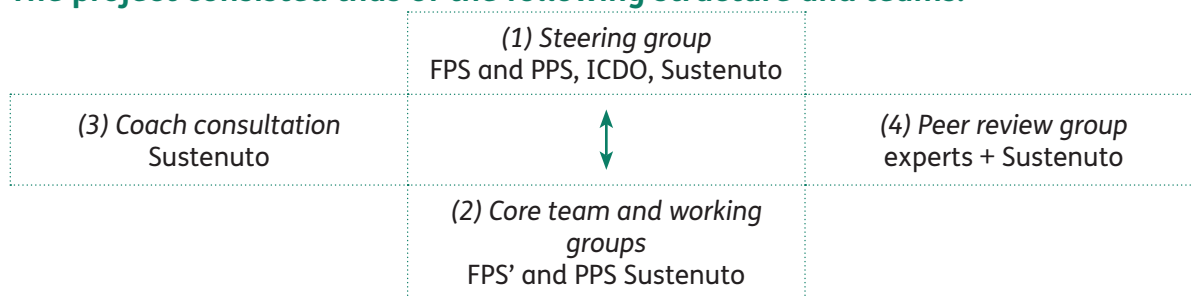 (1) Steering group
FPS and PPS, ICDO, Sustenuto
(3) Coach consultation
Sustenuto
(4) Peer review group
experts + Sustenuto
(2) Core team and working
groups
FPS’ and PPS Sustenuto